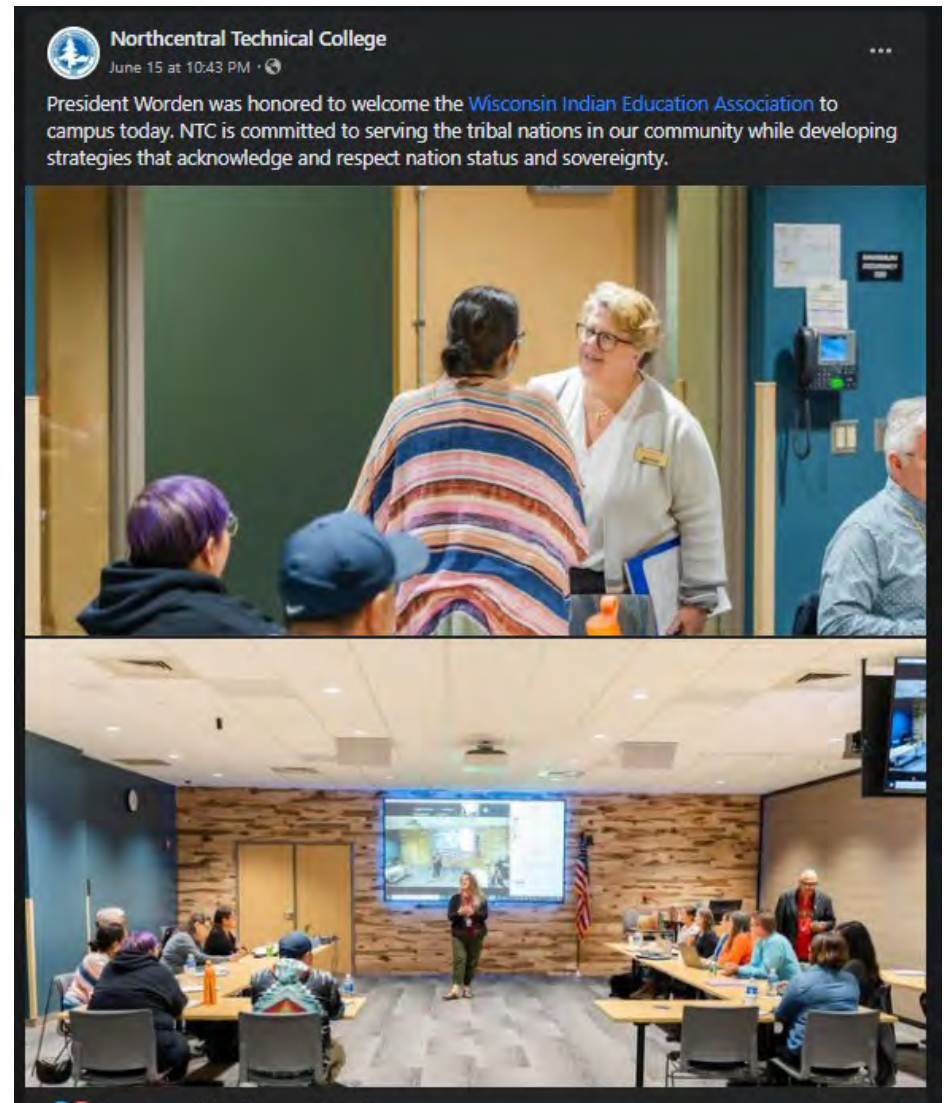 Northcentral Technical College
June 15 at 10:43 PM ·
President Worden was honored to welcome the Wisconsin Indian Education Association to
campus today. NTC is committed to serving the tribal nations in our community while developing
strategies that acknowledge and respect nation status and sovereignty.
MAXIMUM
OCCUPANCY